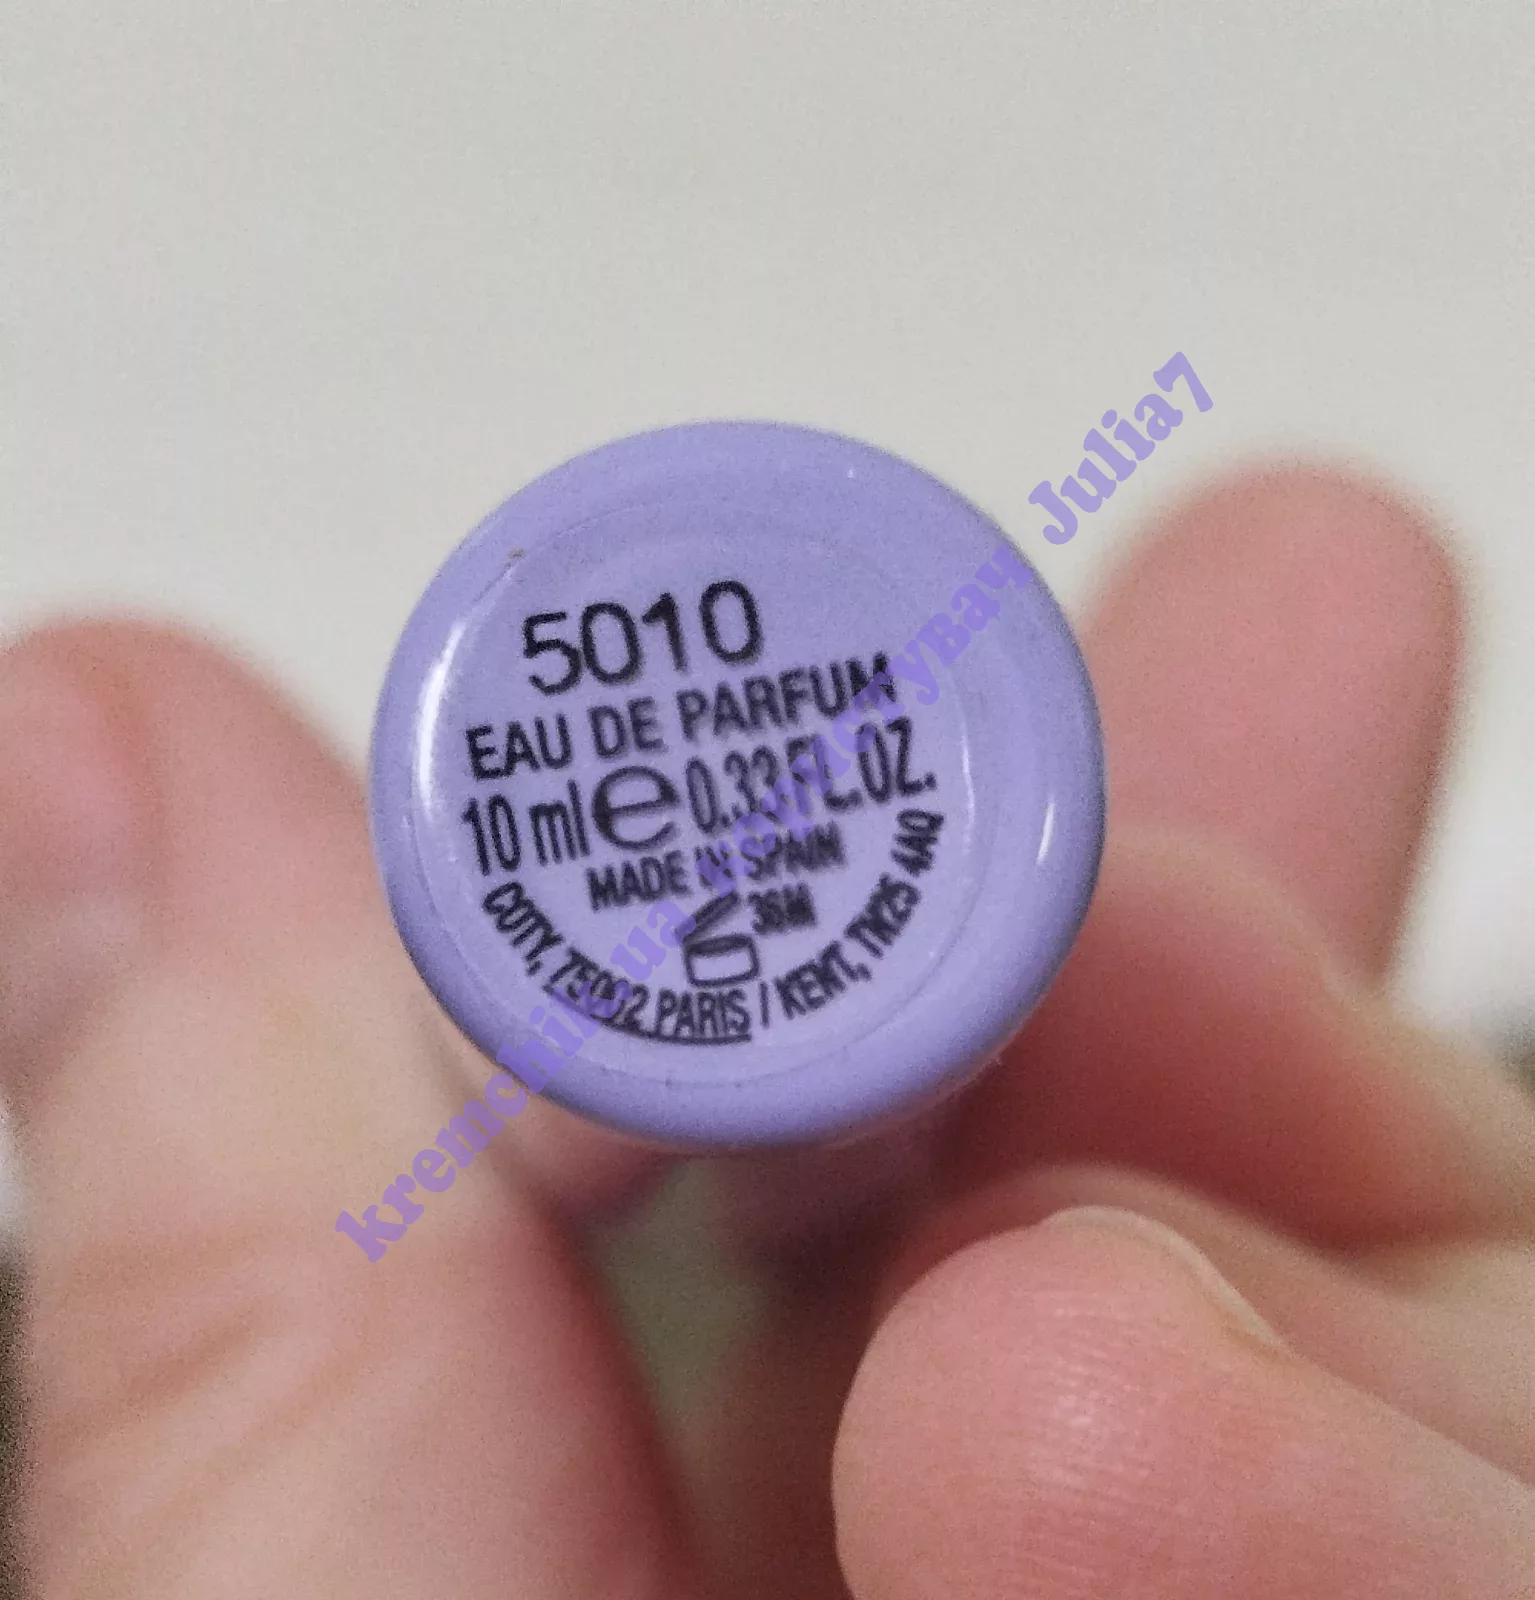 5010
EAU DE PARFUM
10 ml e 0.33 FL.OZ.
MADE IN SPAIN
36M
COTY, 75002 PARIS / KENT, TN25 4AQ
kremchik.ua Користувач Julia7